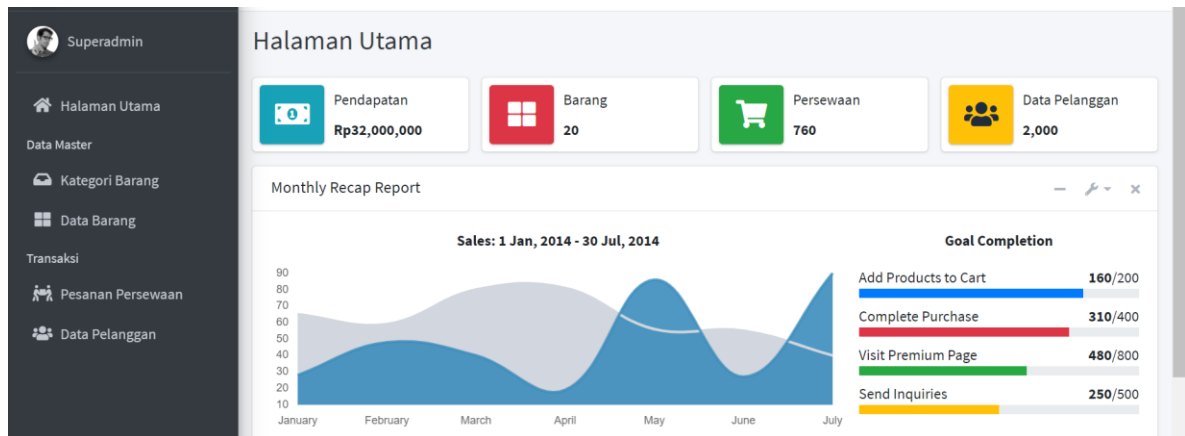 Superadmin
Halaman Utama
Data Master
Kategori Barang
Data Barang
Transaksi
Pesanan Persewaan
Data Pelanggan
Halaman Utama
Pendapatan
Rp32,000,000
Barang
20
Persewaan
760
Data Pelanggan
2,000
Monthly Recap Report
Sales: 1 Jan, 2014 - 30 Jul, 2014
90
80
70
60
50
40
30
20
10
January February March April May June July
Goal Completion
Add Products to Cart 160/200
Complete Purchase 310/400
Visit Premium Page 480/800
Send Inquiries 250/500